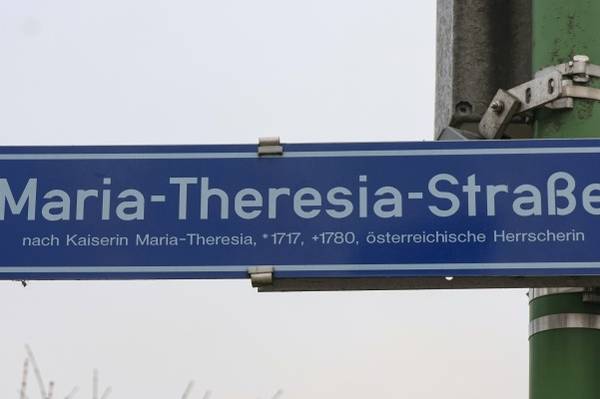 Maria-Theresia-Straße
nach Kaiserin Maria-Theresia, *1717, +1780, österreichische Herrscherin